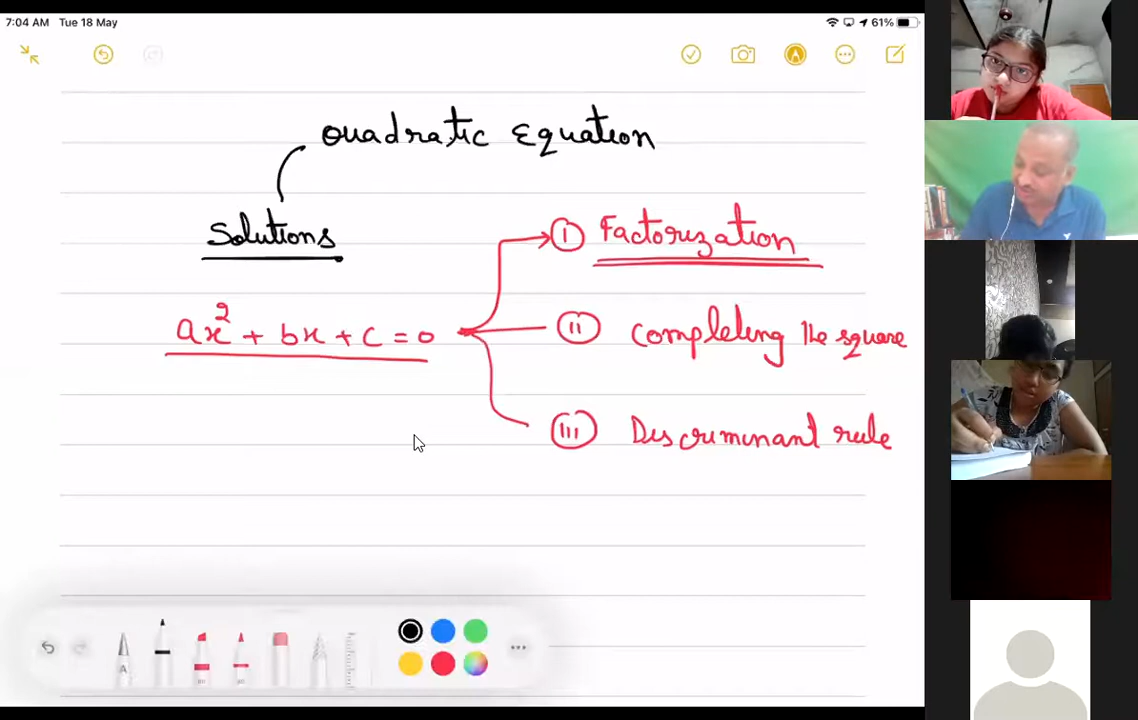 7:04 AM Tue 18 May
61%
Quadratic Equation
Solutions
ax² + bx + c = 0
(i) Factorization
(ii) Completing the square
(iii) Discriminant rule
A